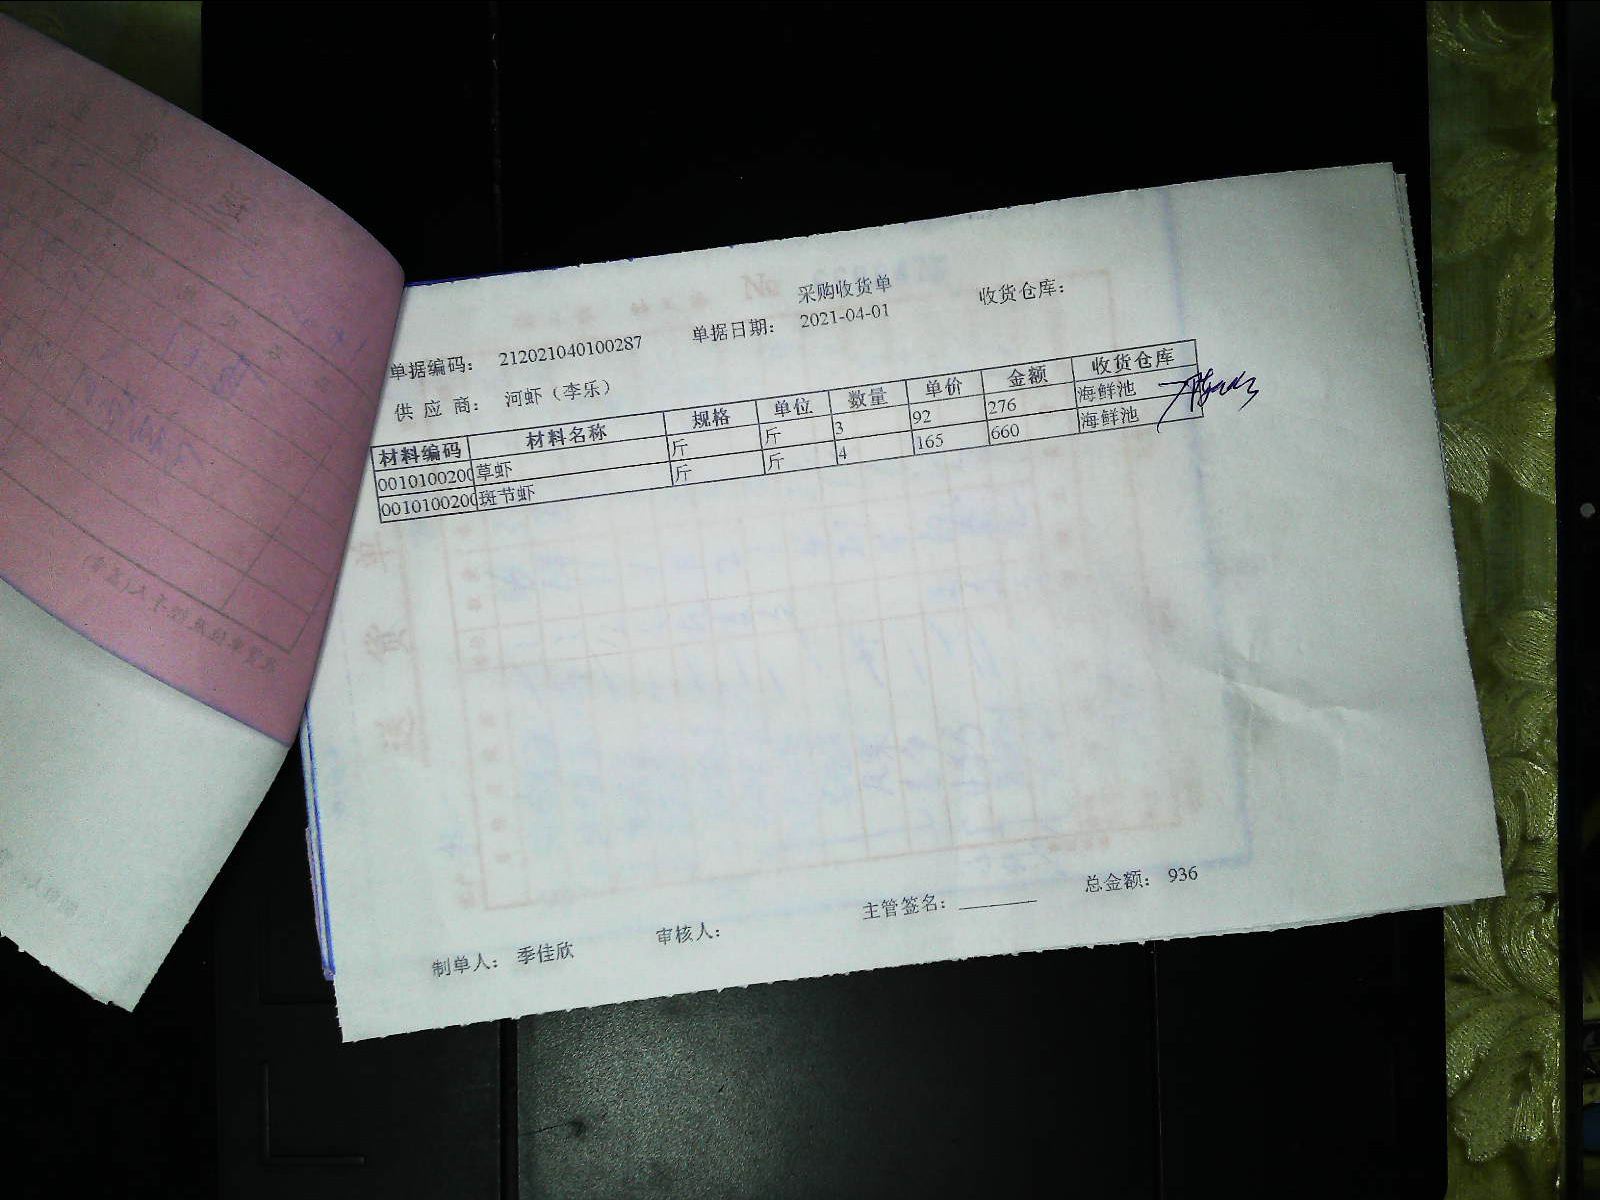 采购收货单
单据编码： 212021040100287 单据日期： 2021-04-01 收货仓库：
供 应 商： 河虾（李乐）
材料编码 材料名称 规格 单位 数量 单价 金额 收货仓库
0010100200 草虾 斤 斤 3 92 276 海鲜池
0010100200 斑节虾 斤 斤 4 165 660 海鲜池
制单人： 季佳欣 审核人： 主管签名： 总金额： 936